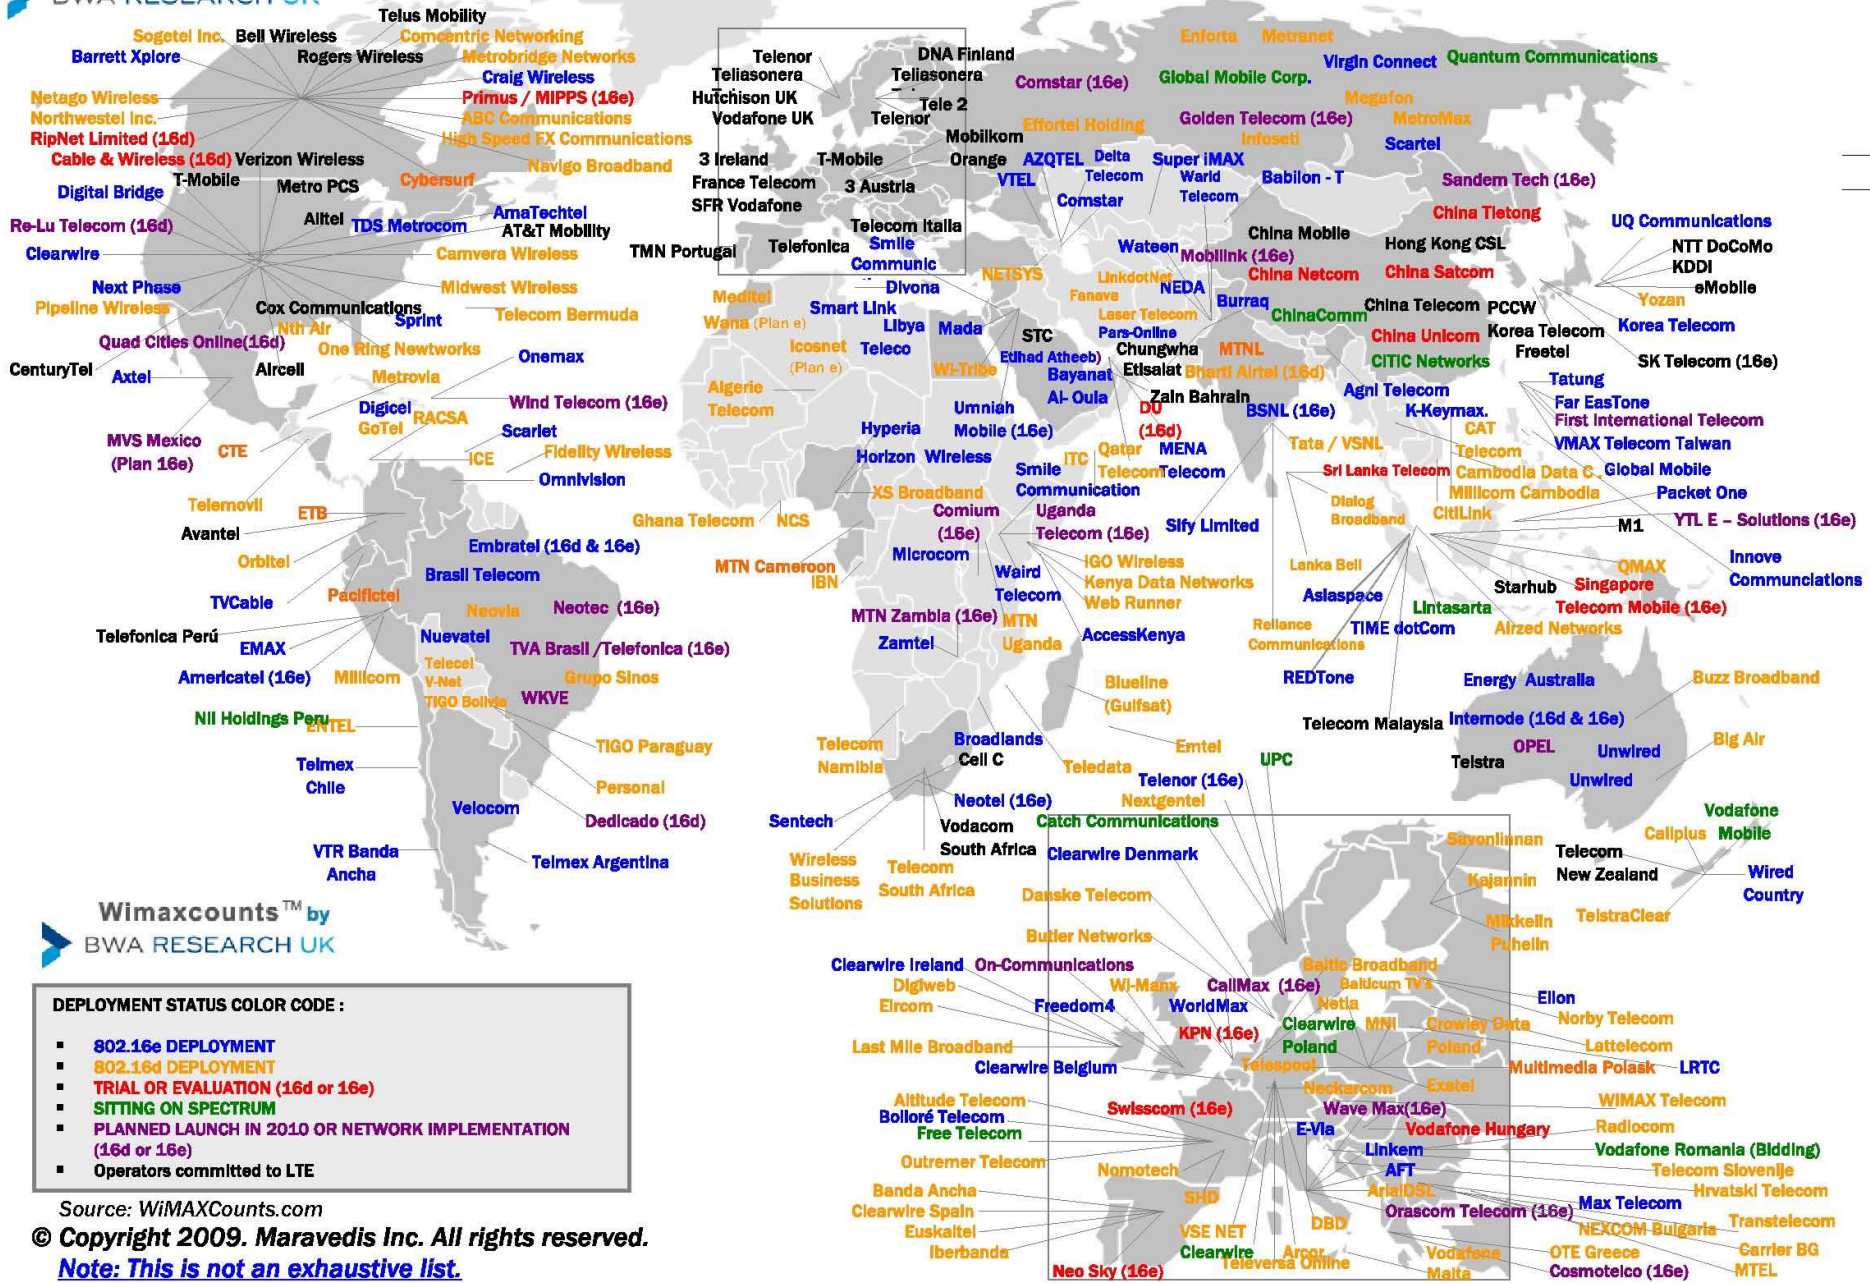 BWA RESEARCH UK
Telus Mobility
Sogetel Inc. Bell Wireless
Comcentric Networking
Barrett Xplore
Rogers Wireless
Metrobridge Networks
Craig Wireless
Netago Wireless
Primus / MIPPS (16e)
Northwestel Inc.
ABC Communications
RipNet Limited (16d)
High Speed FX Communications
Cable & Wireless (16d) Verizon Wireless
Navigo Broadband
T-Mobile
Metro PCS
Cybersurf
Digital Bridge
Alltel
TDS Metrocom
AmaTechtel
AT&T Mobility
Re-Lu Telecom (16d)
Clearwire
Carnvera Wireless
Next Phase
Midwest Wireless
Pipeline Wireless
Cox Communications
Sprint
Telecom Bermuda
Nth Air
Quad Cities Online(16d)
One Ring Newtworks
Onemax
CenturyTel
Axtel
Aircell
Metrovia
Digicel
GoTel
RACSA
Wind Telecom (16e)
MVS Mexico
(Plan 16e)
CTE
Scarlet
ICE
Fidelity Wireless
Omnivision
Telemovil
ETB
Avantel
Orbitel
Embratel (16d & 16e)
Brasil Telecom
TVCable
Pacifictel
Neovia
Neotec (16e)
Telefonica Perú
EMAX
Nuevatel
TVA Brasil /Telefonica (16e)
Americatel (16e)
Millicom
Telecel
V-Net
TIGO Bolivia
Grupo Sinos
WKVE
NII Holdings Peru
ENTEL
TIGO Paraguay
Telmex
Chile
Personal
Velocom
Dedicado (16d)
VTR Banda
Ancha
Telmex Argentina
Telenor
Teliasonera
Hutchison UK
Vodafone UK
DNA Finland
Teliasonera
Tele 2
Telenor
Mobilkom
3 Ireland
T-Mobile
Orange
France Telecom
3 Austria
SFR Vodafone
Telecom Italia
TMN Portugal
Telefonica
Smile
Communic
Divona
Enforta
Metranet
Virgin Connect
Quantum Communications
Comstar (16e)
Global Mobile Corp.
Megafon
MetroMax
Effortel Holding
Golden Telecom (16e)
Infoseti
Scartel
AZQTEL
Delta
Telecom
VTEL
Super iMAX
Warld
Telecom
Babilon - T
Sandem Tech (16e)
Comstar
China Tietong
UQ Communications
China Mobile
Hong Kong CSL
NTT DoCoMo
KDDI
eMobile
Wateen
Mobilink (16e)
China Netcom
China Satcom
NETSYS
LinkdotNet
Fanava
NEDA
Burraq
Laser Telecom
Pars-Online
ChinaComm
China Telecom
PCCW
Yozan
Korea Telecom
Meditel
Wana (Plan e)
Smart Link
Libya
Teleco
Mada
STC
Chungwha
MTNL
China Unicom
Korea Telecom
Freetel
SK Telecom (16e)
Icosnet
(Plan e)
Wi-Tribe
Etihad Atheeb)
Bayanat
Al- Oula
Etisalat
Bharti Airtel (16d)
CITIC Networks
Algerie
Telecom
Zain Bahrain
Agni Telecom
Tatung
Far EasTone
Umniah
Mobile (16e)
DU
(16d)
BSNL (16e)
K-Keymax.
First International Telecom
Hyperia
CAT
Telecom
VMAX Telecom Taiwan
Horizon Wireless
ITC
Qatar
Telecom
MENA
Telecom
Tata / VSNL
Smile
Communication
Sri Lanka Telecom
Cambodia Data C.
Global Mobile
XS Broadband
Millicom Cambodia
Packet One
Ghana Telecom
NCS
Comium
(16e)
Uganda
Telecom (16e)
Sify Limited
Dialog
Broadband
CitiLink
M1
YTL E – Solutions (16e)
Microcom
MTN Cameroon
IBN
IGO Wireless
Kenya Data Networks
Web Runner
Lanka Bell
Innove
Communciations
Waird
Telecom
QMAX
Asiaspace
Starhub
Singapore
Telecom Mobile (16e)
MTN Zambia (16e)
MTN
Uganda
AccessKenya
Lintasarta
Zamtel
Reliance
Communications
TIME dotCom
Airzed Networks
REDTone
Blueline
(Gulfsat)
Energy Australia
Buzz Broadband
Telecom Malaysia
Internode (16d & 16e)
Telecom
Namibia
Broadlands
Cell C
Emtel
OPEL
Unwired
Big Air
Telstra
Teledata
UPC
Unwired
Telenor (16e)
Neotel (16e)
Nextgentel
Sentech
Vodacom
South Africa
Catch Communications
Vodafone
Mobile
Callplus
Clearwire Denmark
Savonlinnan
Telecom
New Zealand
Wireless
Business
Solutions
Telecom
South Africa
Danske Telecom
Kajannin
Wired
Country
Mikkelin
Puhelin
TelstraClear
Butler Networks
Clearwire Ireland
On-Communications
Baltic Broadband
Digiweb
Wi-Manx
CallMax (16e)
Balticum TV's
Eircom
Freedom4
WorldMax
Netia
Ellon
KPN (16e)
Clearwire
Poland
MNI
Crowley Data
Poland
Norby Telecom
Last Mile Broadband
Lattelecom
Clearwire Belgium
Telespool
Multimedia Polask
LRTC
Neckarcom
Exatel
Altitude Telecom
Swisscom (16e)
Wave Max(16e)
WIMAX Telecom
Bolloré Telecom
Free Telecom
E-Via
Vodafone Hungary
Radiocom
Linkem
Vodafone Romania (Bidding)
Outremer Telecom
Nomotech
AFT
Telecom Slovenije
Banda Ancha
SHD
ArialDSL
Hrvatski Telecom
Clearwire Spain
Orascom Telecom (16e)
Max Telecom
Euskaltel
VSE NET
DBD
NEXCOM Bulgaria
Transtelecom
Iberbanda
Clearwire
Arcor
Vodafone
Malta
OTE Greece
Carrier BG
Neo Sky (16e)
Televersa Online
Cosmotelco (16e)
MTEL
Wimaxcounts™ by
BWA RESEARCH UK
DEPLOYMENT STATUS COLOR CODE :
▪ 802.16e DEPLOYMENT
▪ 802.16d DEPLOYMENT
▪ TRIAL OR EVALUATION (16d or 16e)
▪ SITTING ON SPECTRUM
▪ PLANNED LAUNCH IN 2010 OR NETWORK IMPLEMENTATION
(16d or 16e)
▪ Operators committed to LTE
Source: WiMAXCounts.com
© Copyright 2009. Maravedis Inc. All rights reserved.
Note: This is not an exhaustive list.